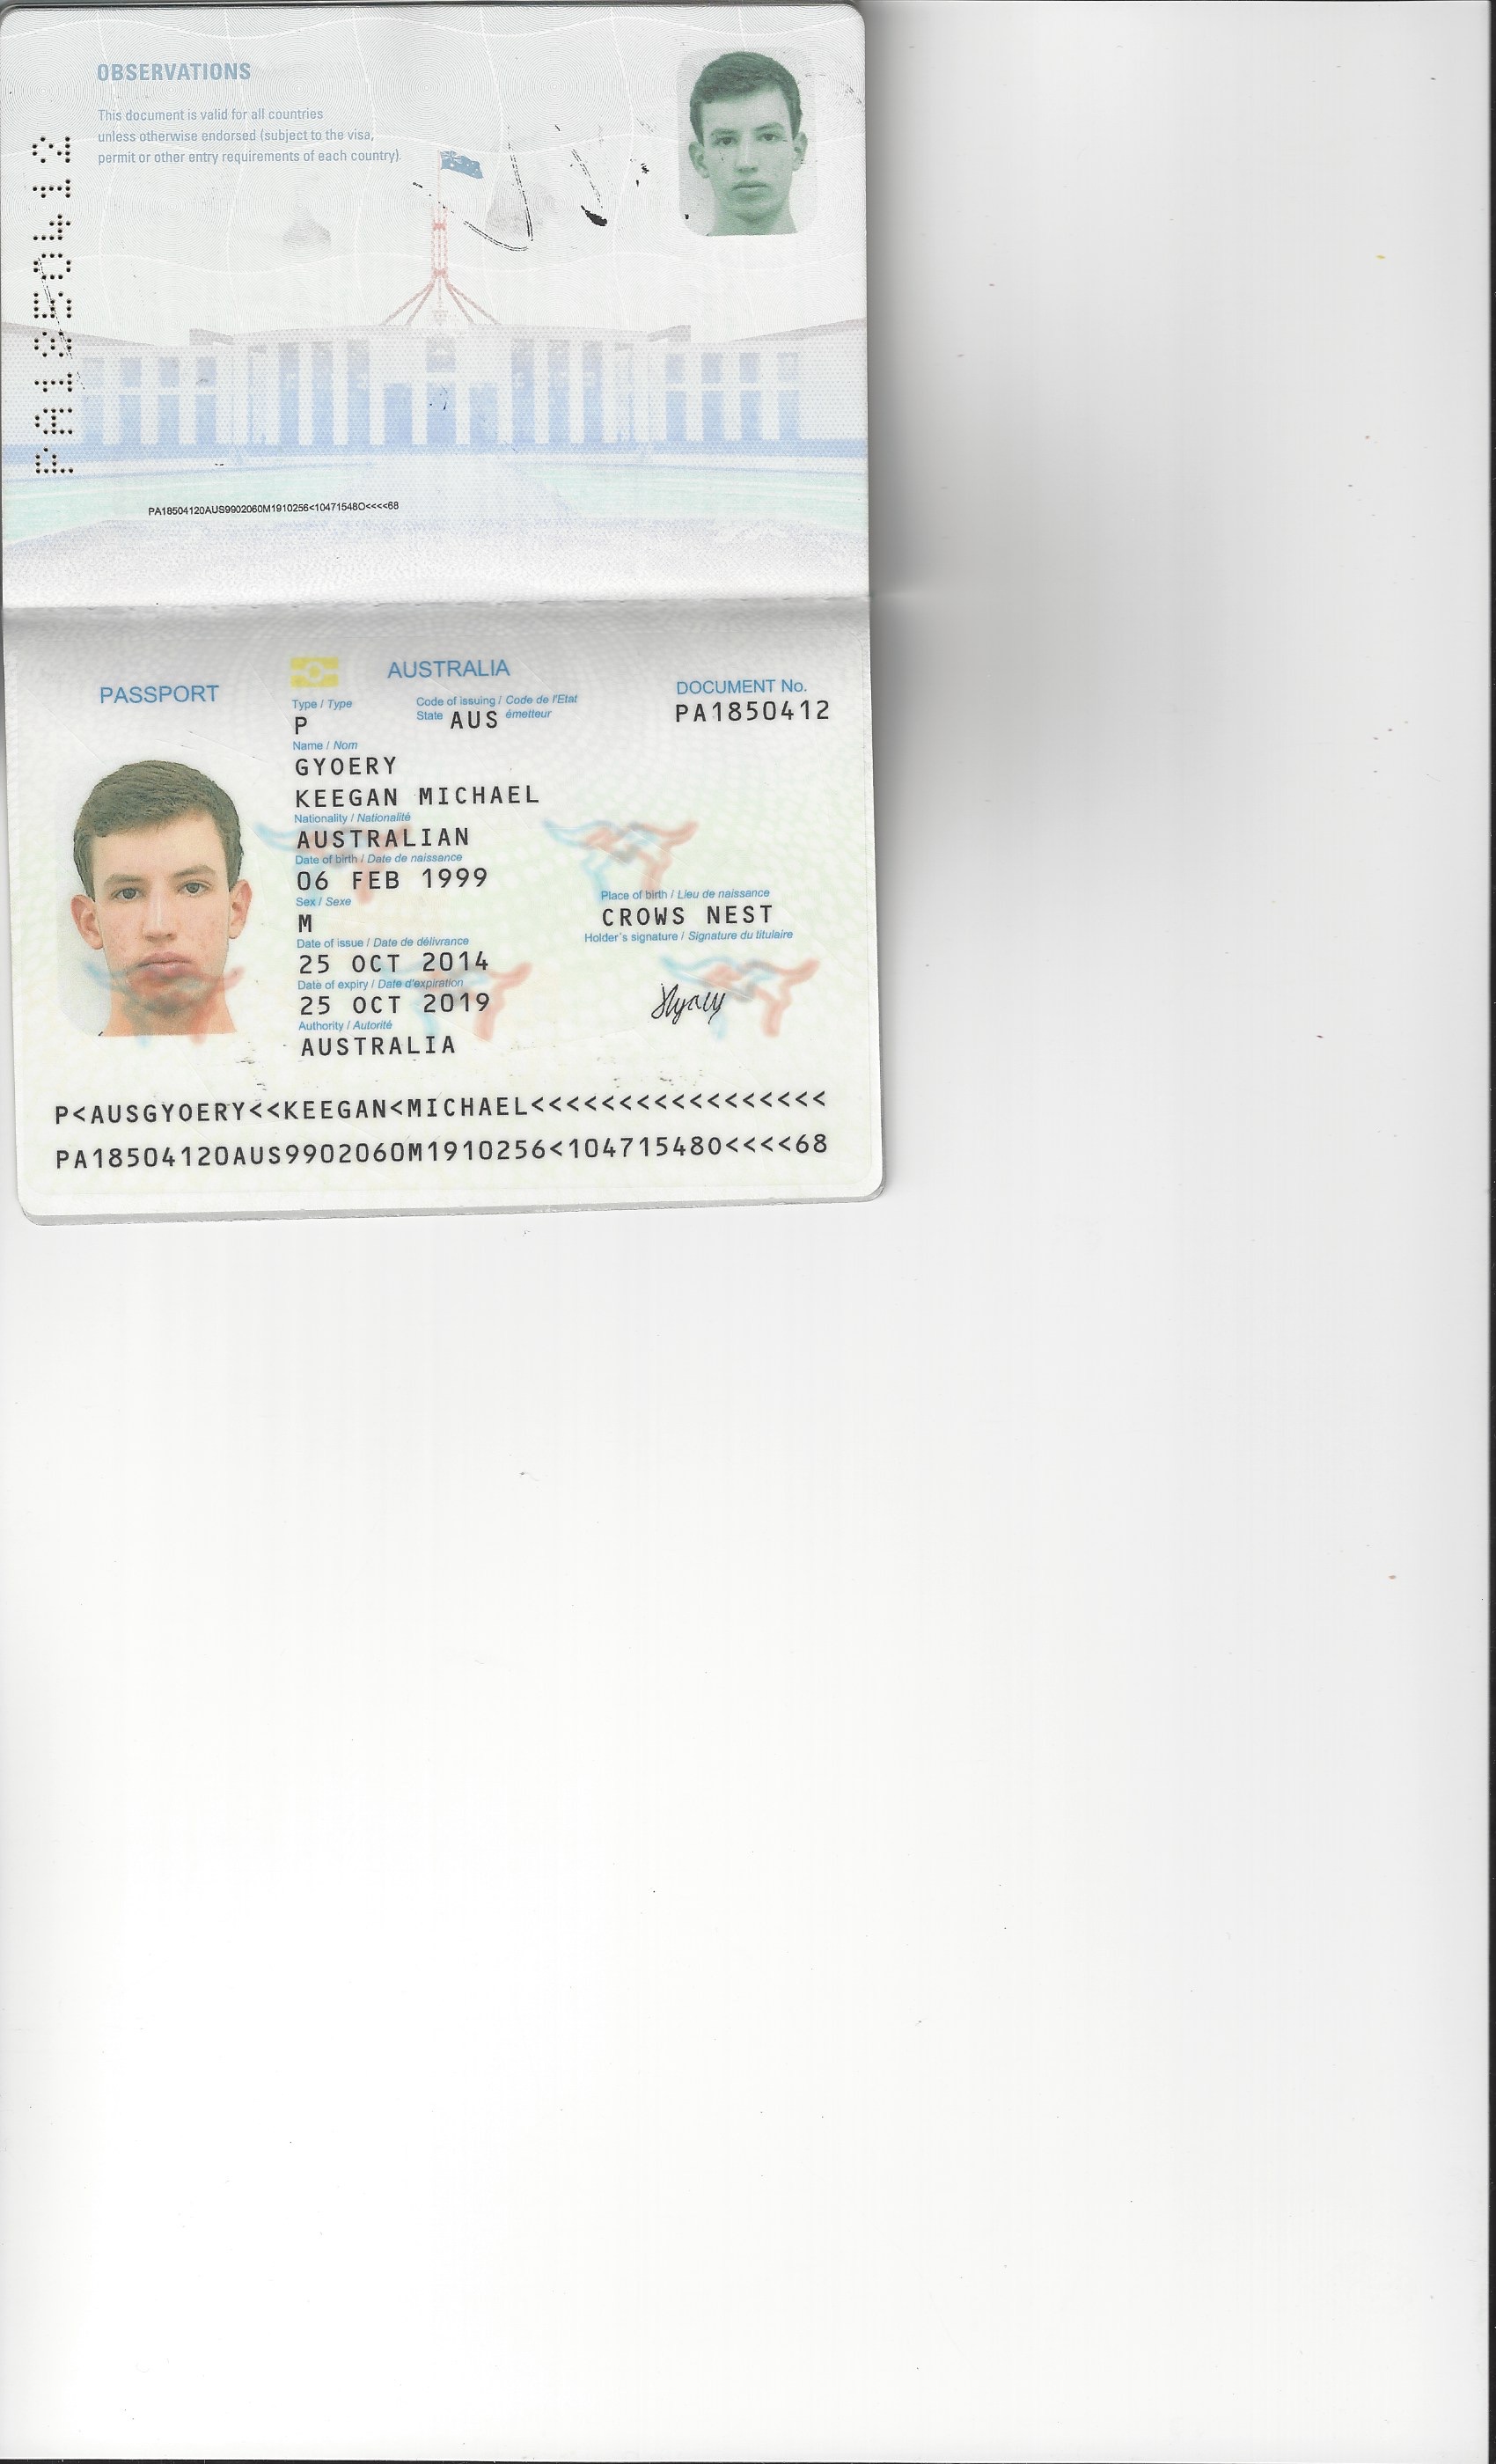 OBSERVATIONS
This document is valid for all countries
unless otherwise endorsed (subject to the visa,
permit or other entry requirements of each country).
PA1850412
PA18504120AUS9902060M1910256<10471548O<<<<68
PASSPORT
AUSTRALIA
DOCUMENT No.
PA1850412
Type / Type
P
Code of issuing / Code de l'Etat
State AUS émetteur
Name / Nom
GYOERY
KEEGAN MICHAEL
Nationality / Nationalité
AUSTRALIAN
Date of birth / Date de naissance
06 FEB 1999
Sex / Sexe
M
Place of birth / Lieu de naissance
CROWS NEST
Date of issue / Date de délivrance
25 OCT 2014
Holder's signature / Signature du titulaire
Date of expiry / Date d'expiration
25 OCT 2019
Authority / Autorité
AUSTRALIA
P<AUSGYOERY<<KEEGAN<MICHAEL<<<<<<<<<<<<<<<<<
PA18504120AUS9902060M1910256<10471548O<<<<68